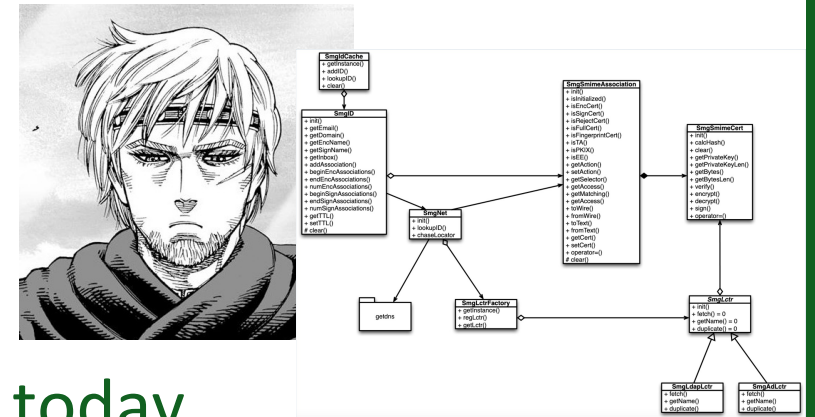 SmgIdCache
+ getInstance()
+ addID()
+ lookupID()
+ clear()
SmgID
+ init()
+ getEmail()
+ getDomain()
+ getEncName()
+ getSignName()
+ getInbox()
+ addAssociation()
+ beginEncAssociations()
+ endEncAssociations()
+ numEncAssociations()
+ beginSignAssociations()
+ endSignAssociations()
+ numSignAssociations()
+ getTTL()
+ setTTL()
# clear()
SmgNet
+ init()
+ lookupID()
+ chaseLocator
getdns
SmgLctrFactory
+ getInstance()
+ regLctr()
+ getLctr()
SmgSmimeAssociation
+ init()
+ isInitialized()
+ isEncCert()
+ isSignCert()
+ isRejectCert()
+ isFullCert()
+ isFingerprintCert()
+ isTA()
+ isPKIX()
+ isEE()
+ getAction()
+ setAction()
+ getSelector()
+ getAccess()
+ getMatching()
+ getAccess()
+ toWire()
+ fromWire()
+ toText()
+ fromText()
+ getCert()
+ setCert()
+ operator=()
# clear()
SmgSmimeCert
+ init()
+ calcHash()
+ clear()
+ getPrivateKey()
+ getPrivateKeyLen()
+ getBytes()
+ getBytesLen()
+ verify()
+ encrypt()
+ decrypt()
+ sign()
+ operator=()
SmgLctr
+ init()
+ fetch() = 0
+ getName() = 0
+ duplicate() = 0
SmgLdapLctr
+ fetch()
+ getName()
+ duplicate()
SmgAdLctr
+ fetch()
+ getName()
+ duplicate()
today